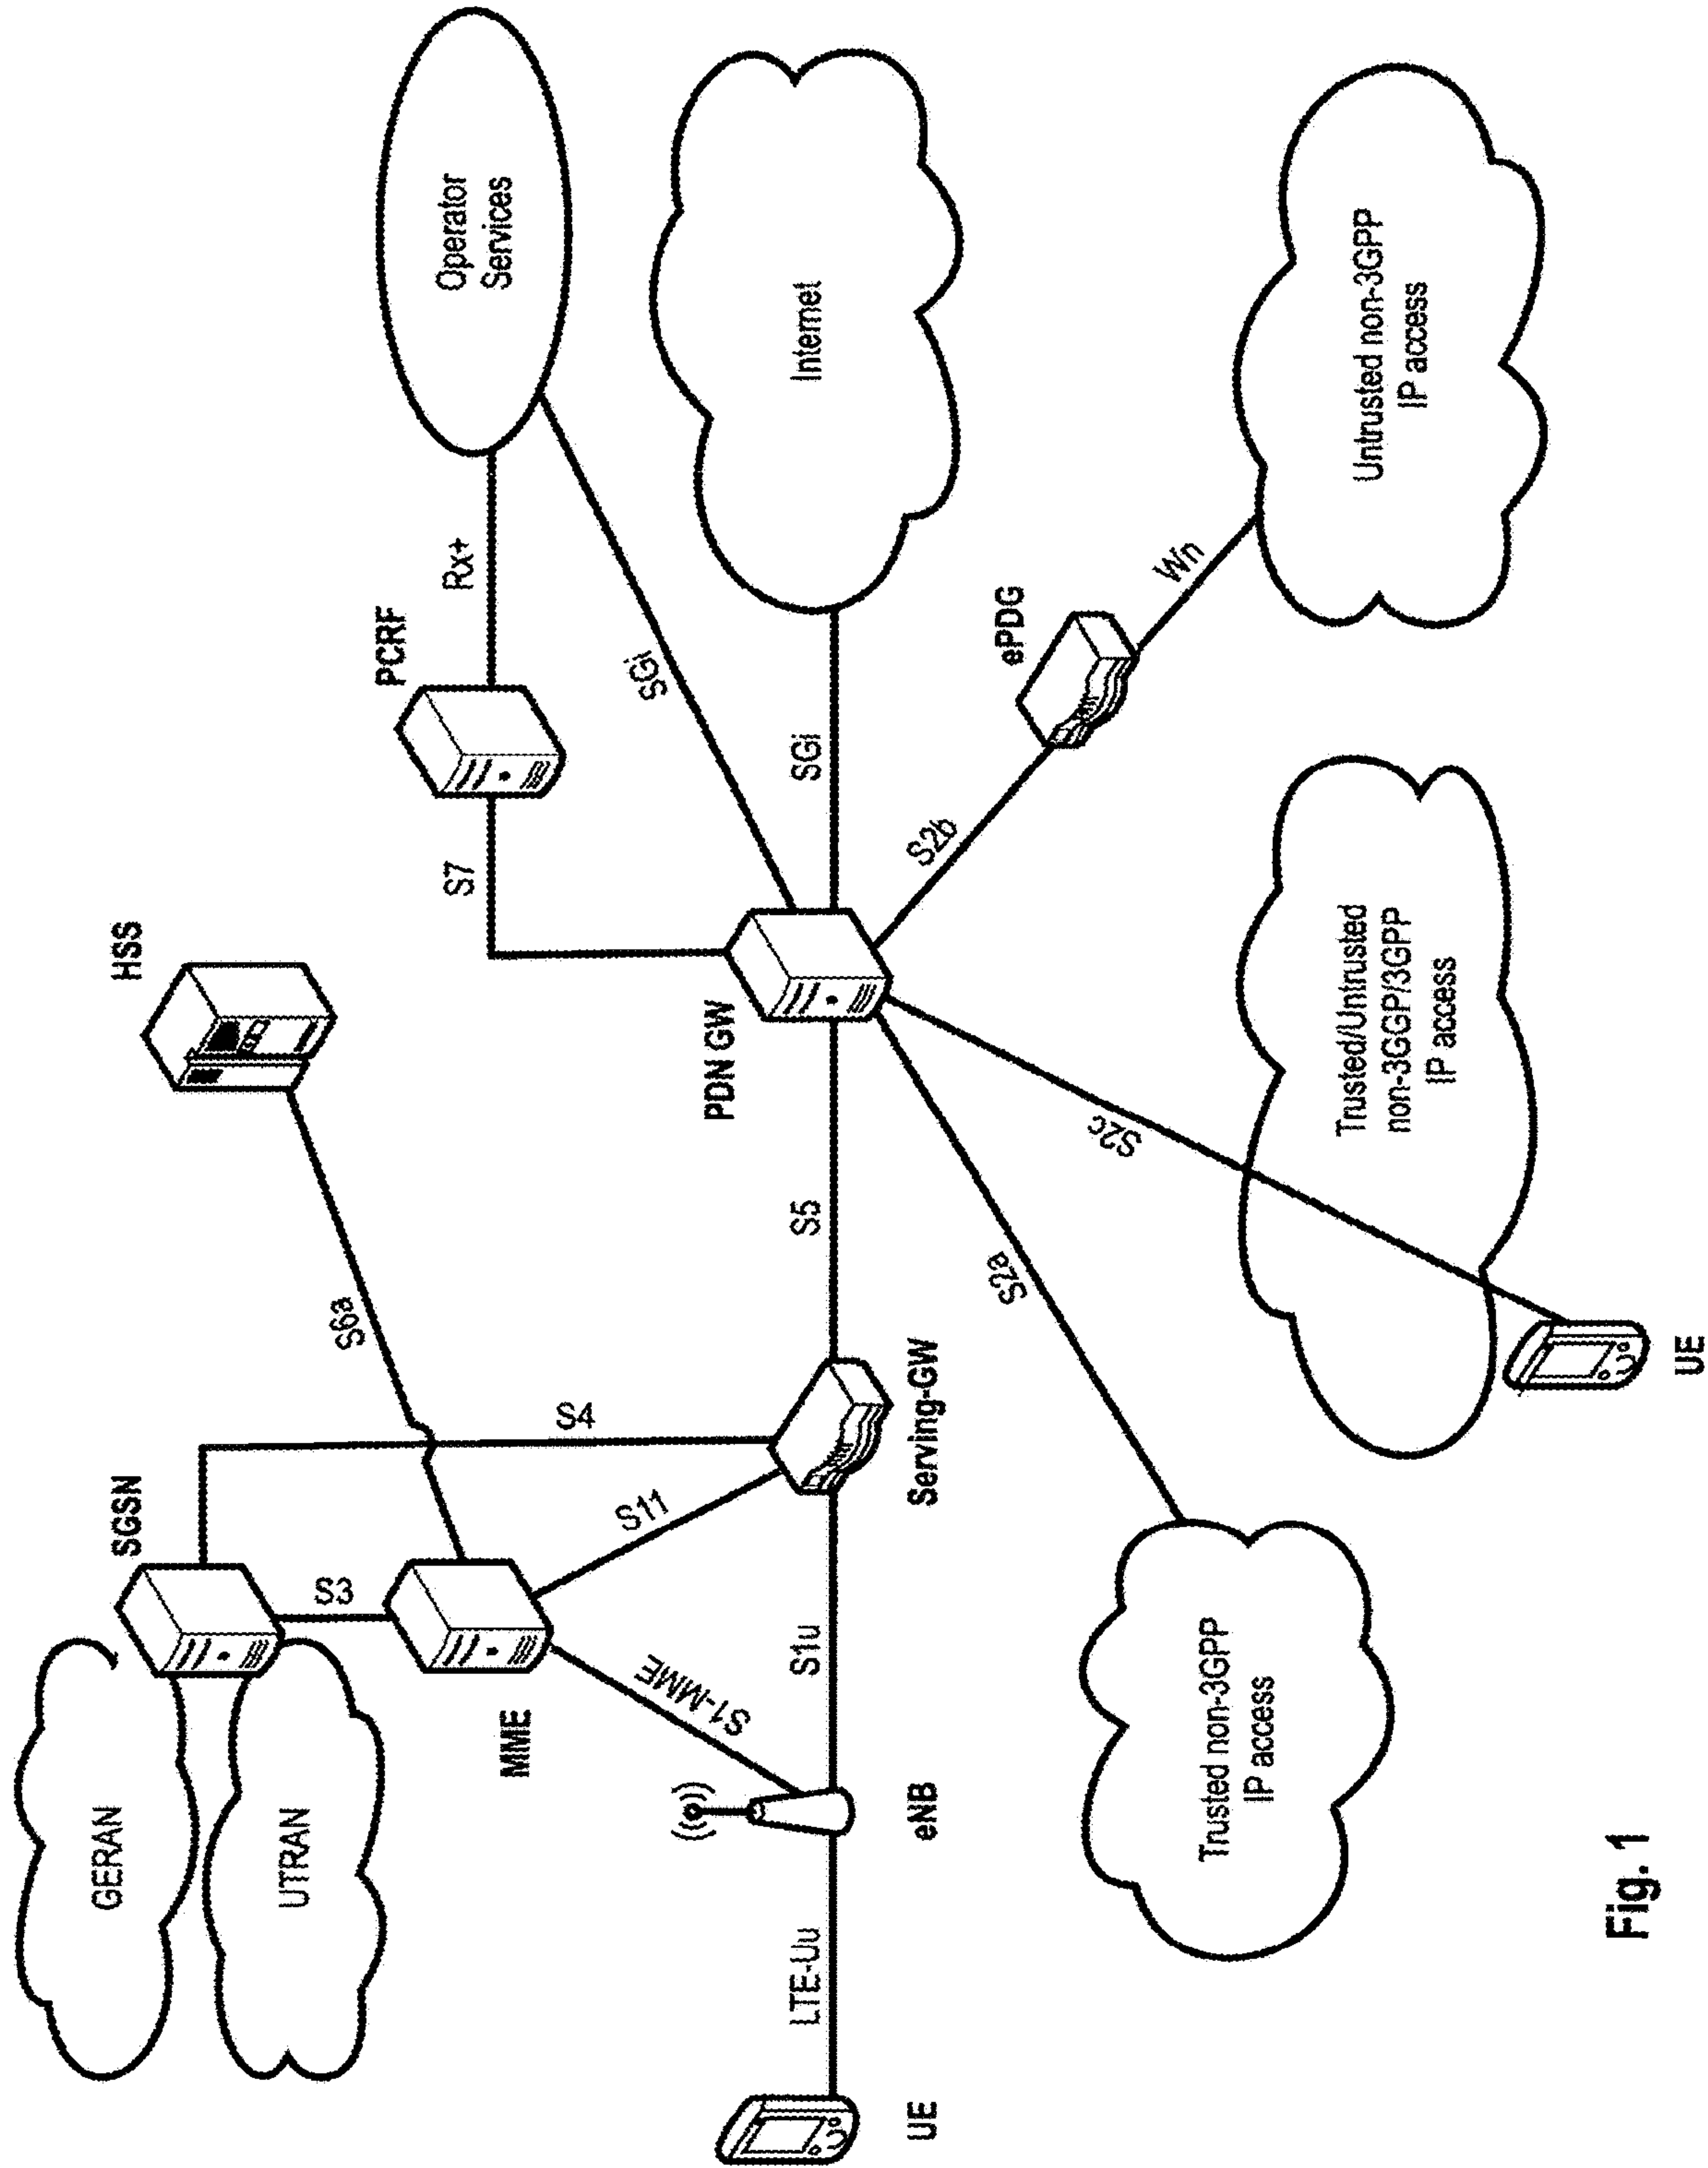 GERAN
SGSN
HSS
UTRAN
S3
S4
S6a
S7
PCRF
Rx+
Operator
Services
MME
S11
S1-MME
SGi
LTE-Uu
S1u
S5
PDN GW
SGi
Internet
UE
eNB
Serving-GW
S2a
S2c
S2b
ePDG
Wn
Trusted non-3GPP
IP access
Trusted/Untrusted
non-3GGP/3GPP
IP access
Untrusted non-3GPP
IP access
UE
Fig. 1